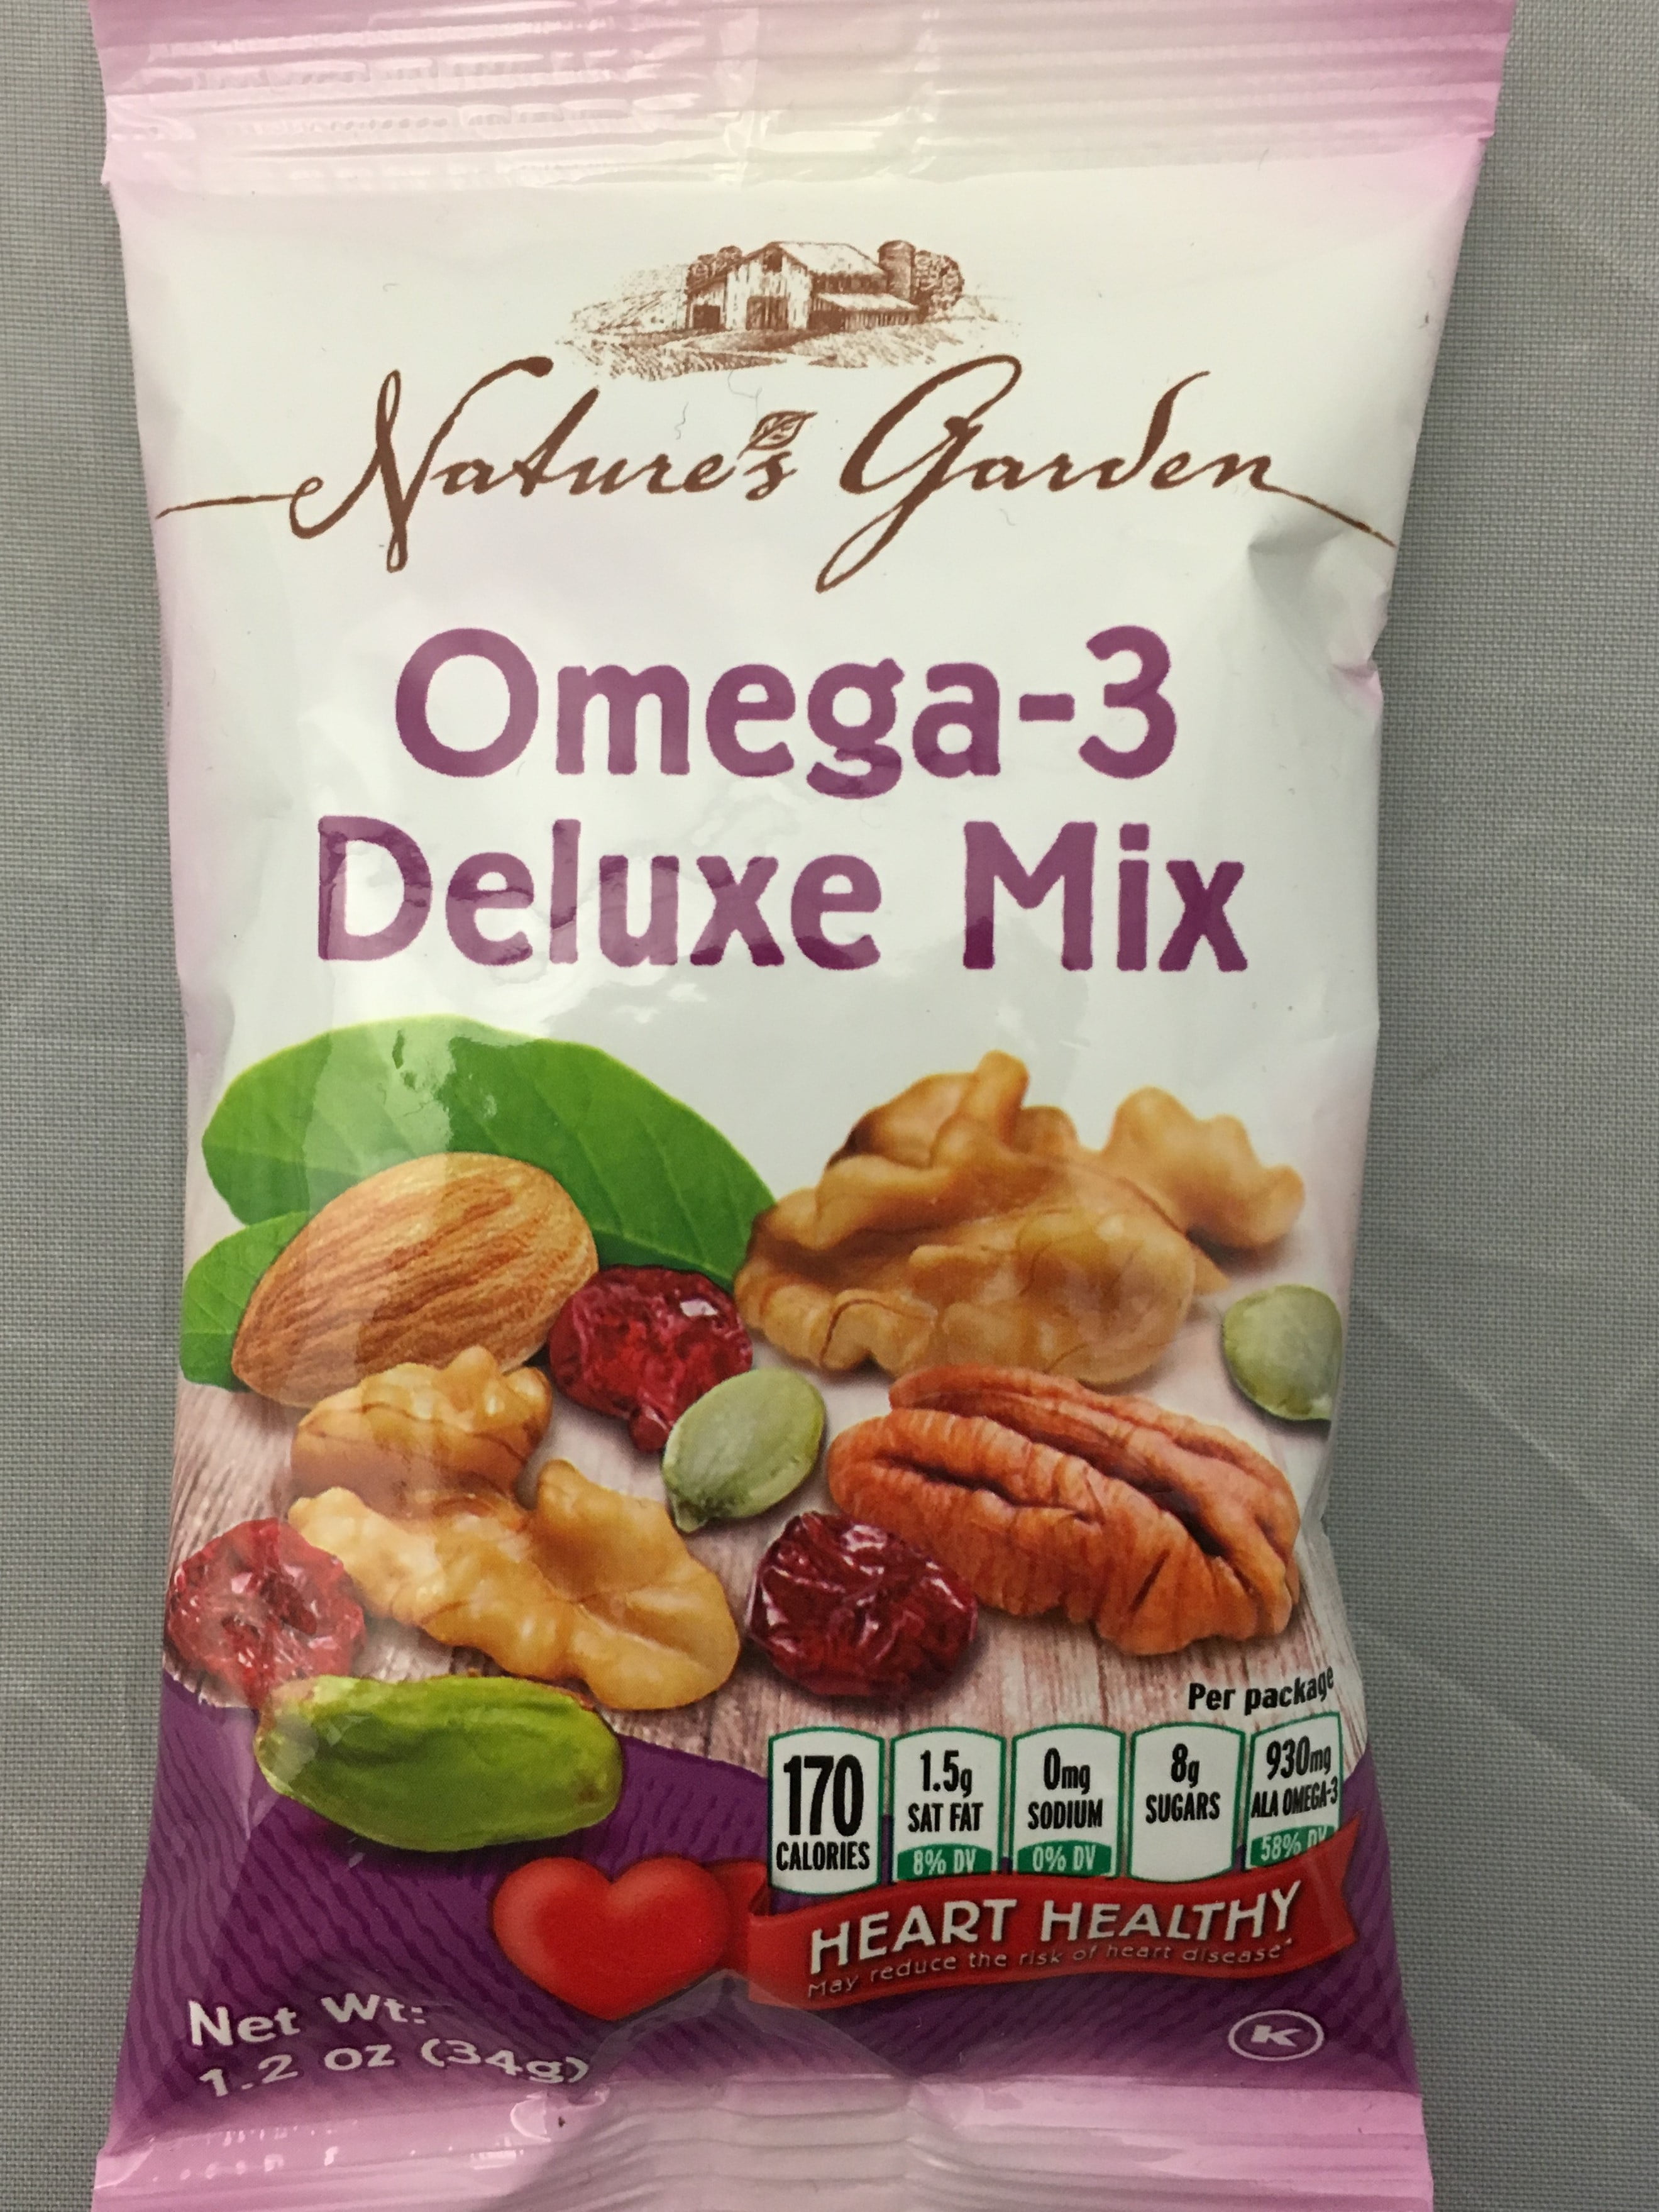 Nature's Garden
Omega-3
Deluxe Mix
Per package
170
CALORIES
1.5g
SAT FAT
8% DV
0mg
SODIUM
0% DV
8g
SUGARS
930mg
ALA OMEGA-3
58% DV
HEART HEALTHY
May reduce the risk of heart disease*
Net Wt:
1.2 oz (34g)
K